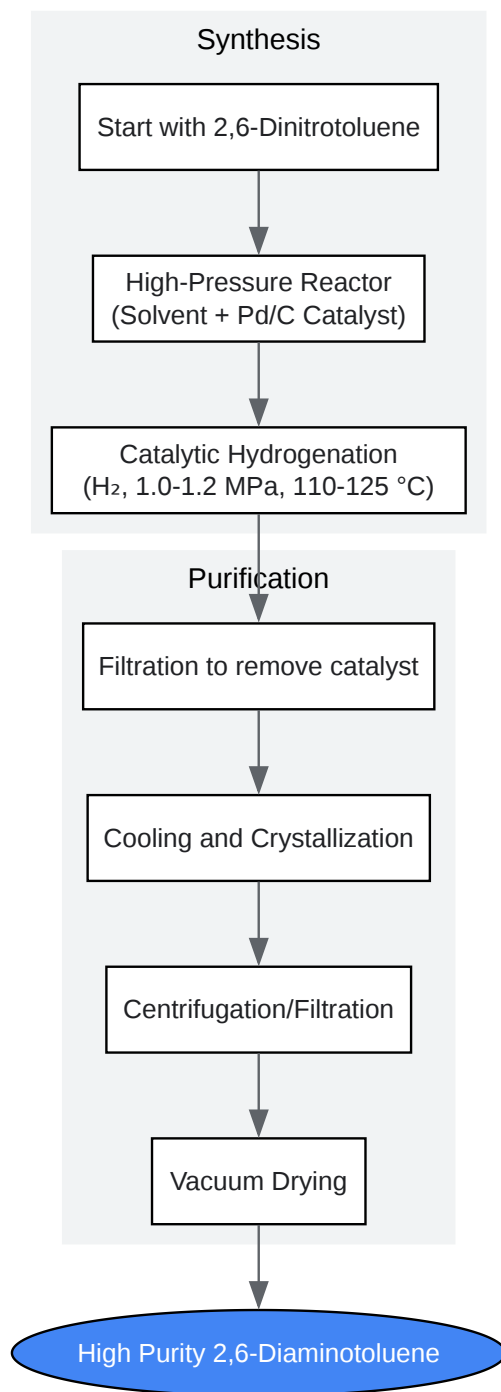 Synthesis
Start with 2,6-Dinitrotoluene
High-Pressure Reactor
(Solvent + Pd/C Catalyst)
Catalytic Hydrogenation
(H₂, 1.0-1.2 MPa, 110-125 °C)
Purification
Filtration to remove catalyst
Cooling and Crystallization
Centrifugation/Filtration
Vacuum Drying
High Purity 2,6-Diaminotoluene